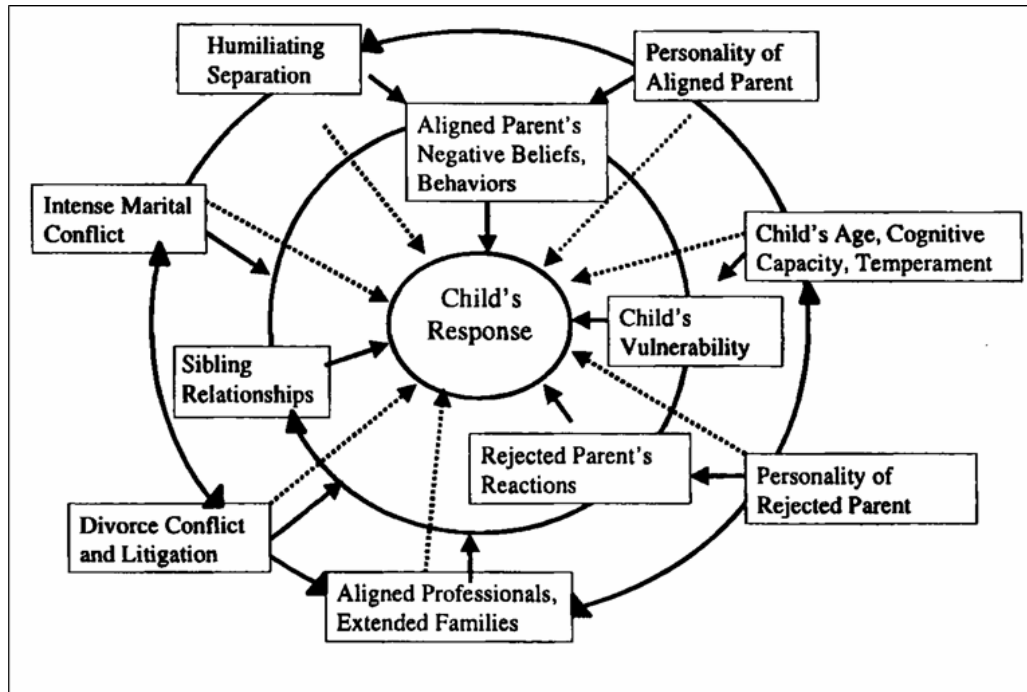 Humiliating
Separation
Personality of
Aligned Parent
Aligned Parent's
Negative Beliefs,
Behaviors
Intense Marital
Conflict
Child's Age, Cognitive
Capacity, Temperament
Child's
Response
Child's
Vulnerability
Sibling
Relationships
Rejected Parent's
Reactions
Personality of
Rejected Parent
Divorce Conflict
and Litigation
Aligned Professionals,
Extended Families